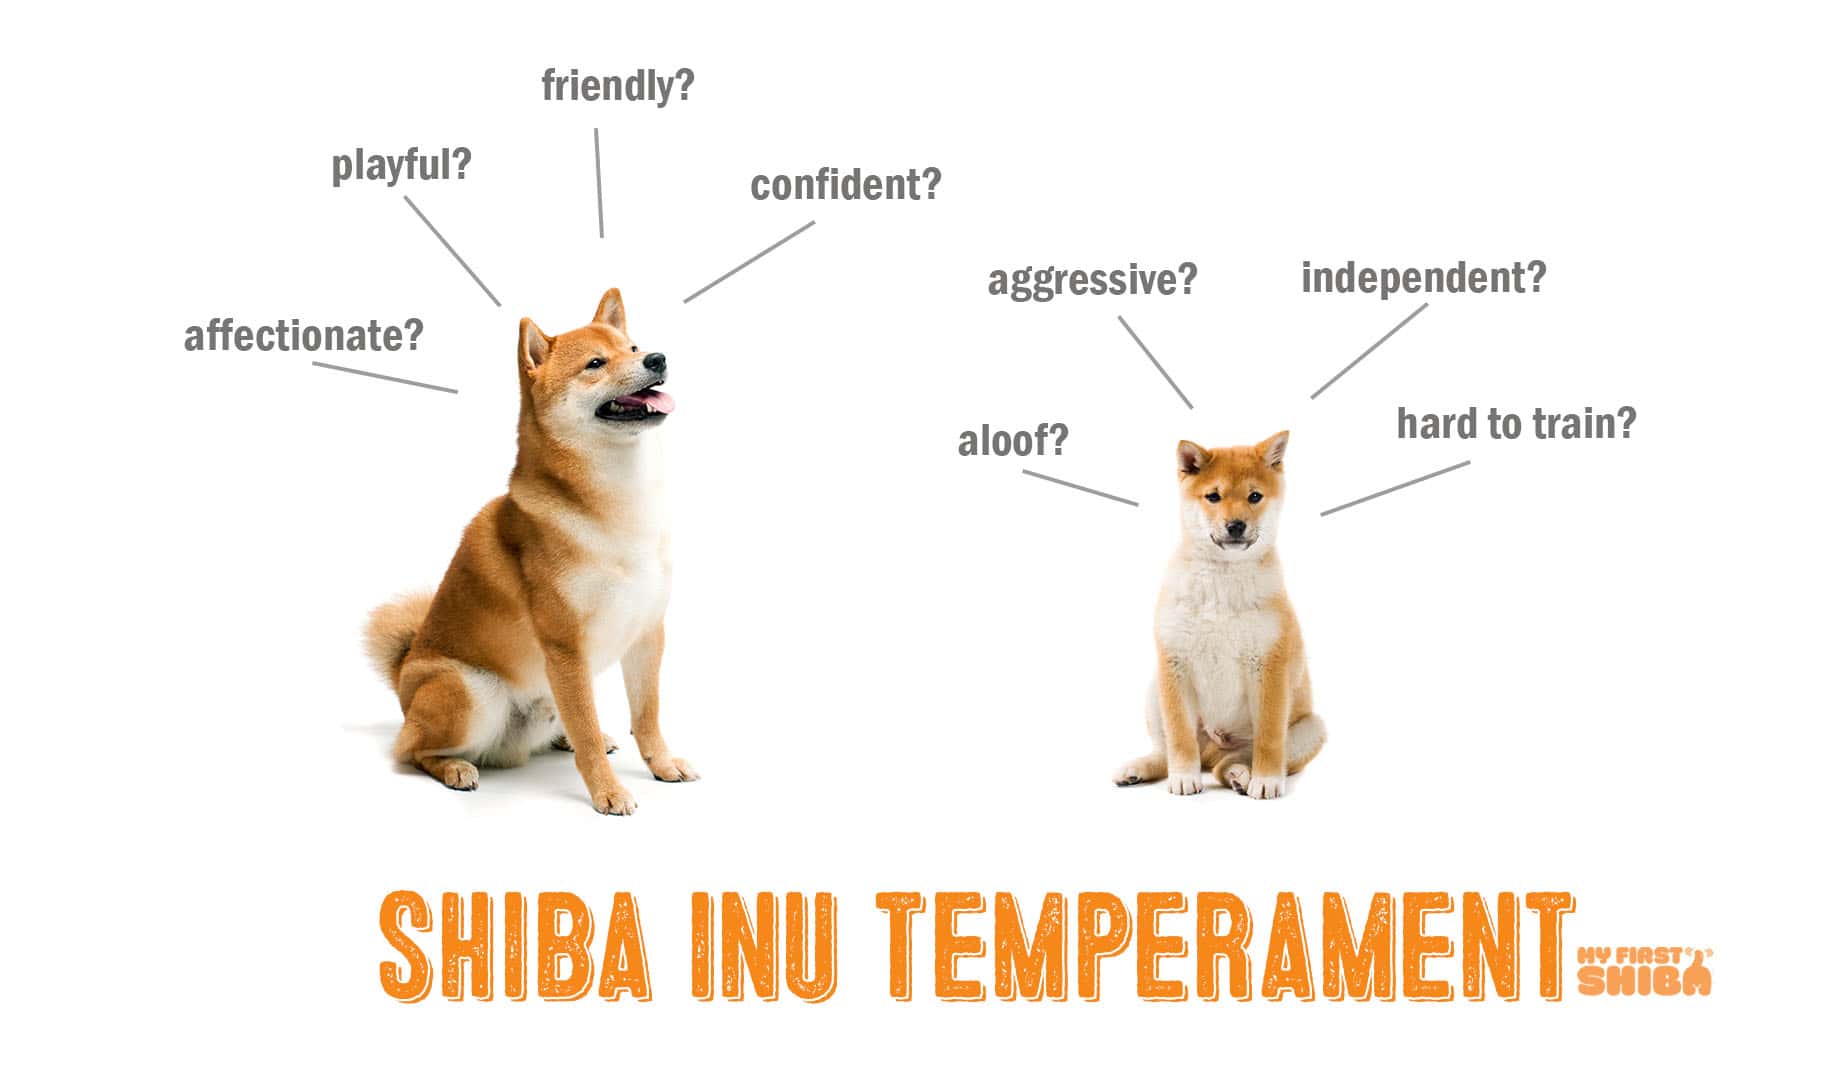 friendly?
playful?
confident?
affectionate?
aggressive?
independent?
aloof?
hard to train?
SHIBA INU TEMPERAMENT
MY FIRST
SHIBA